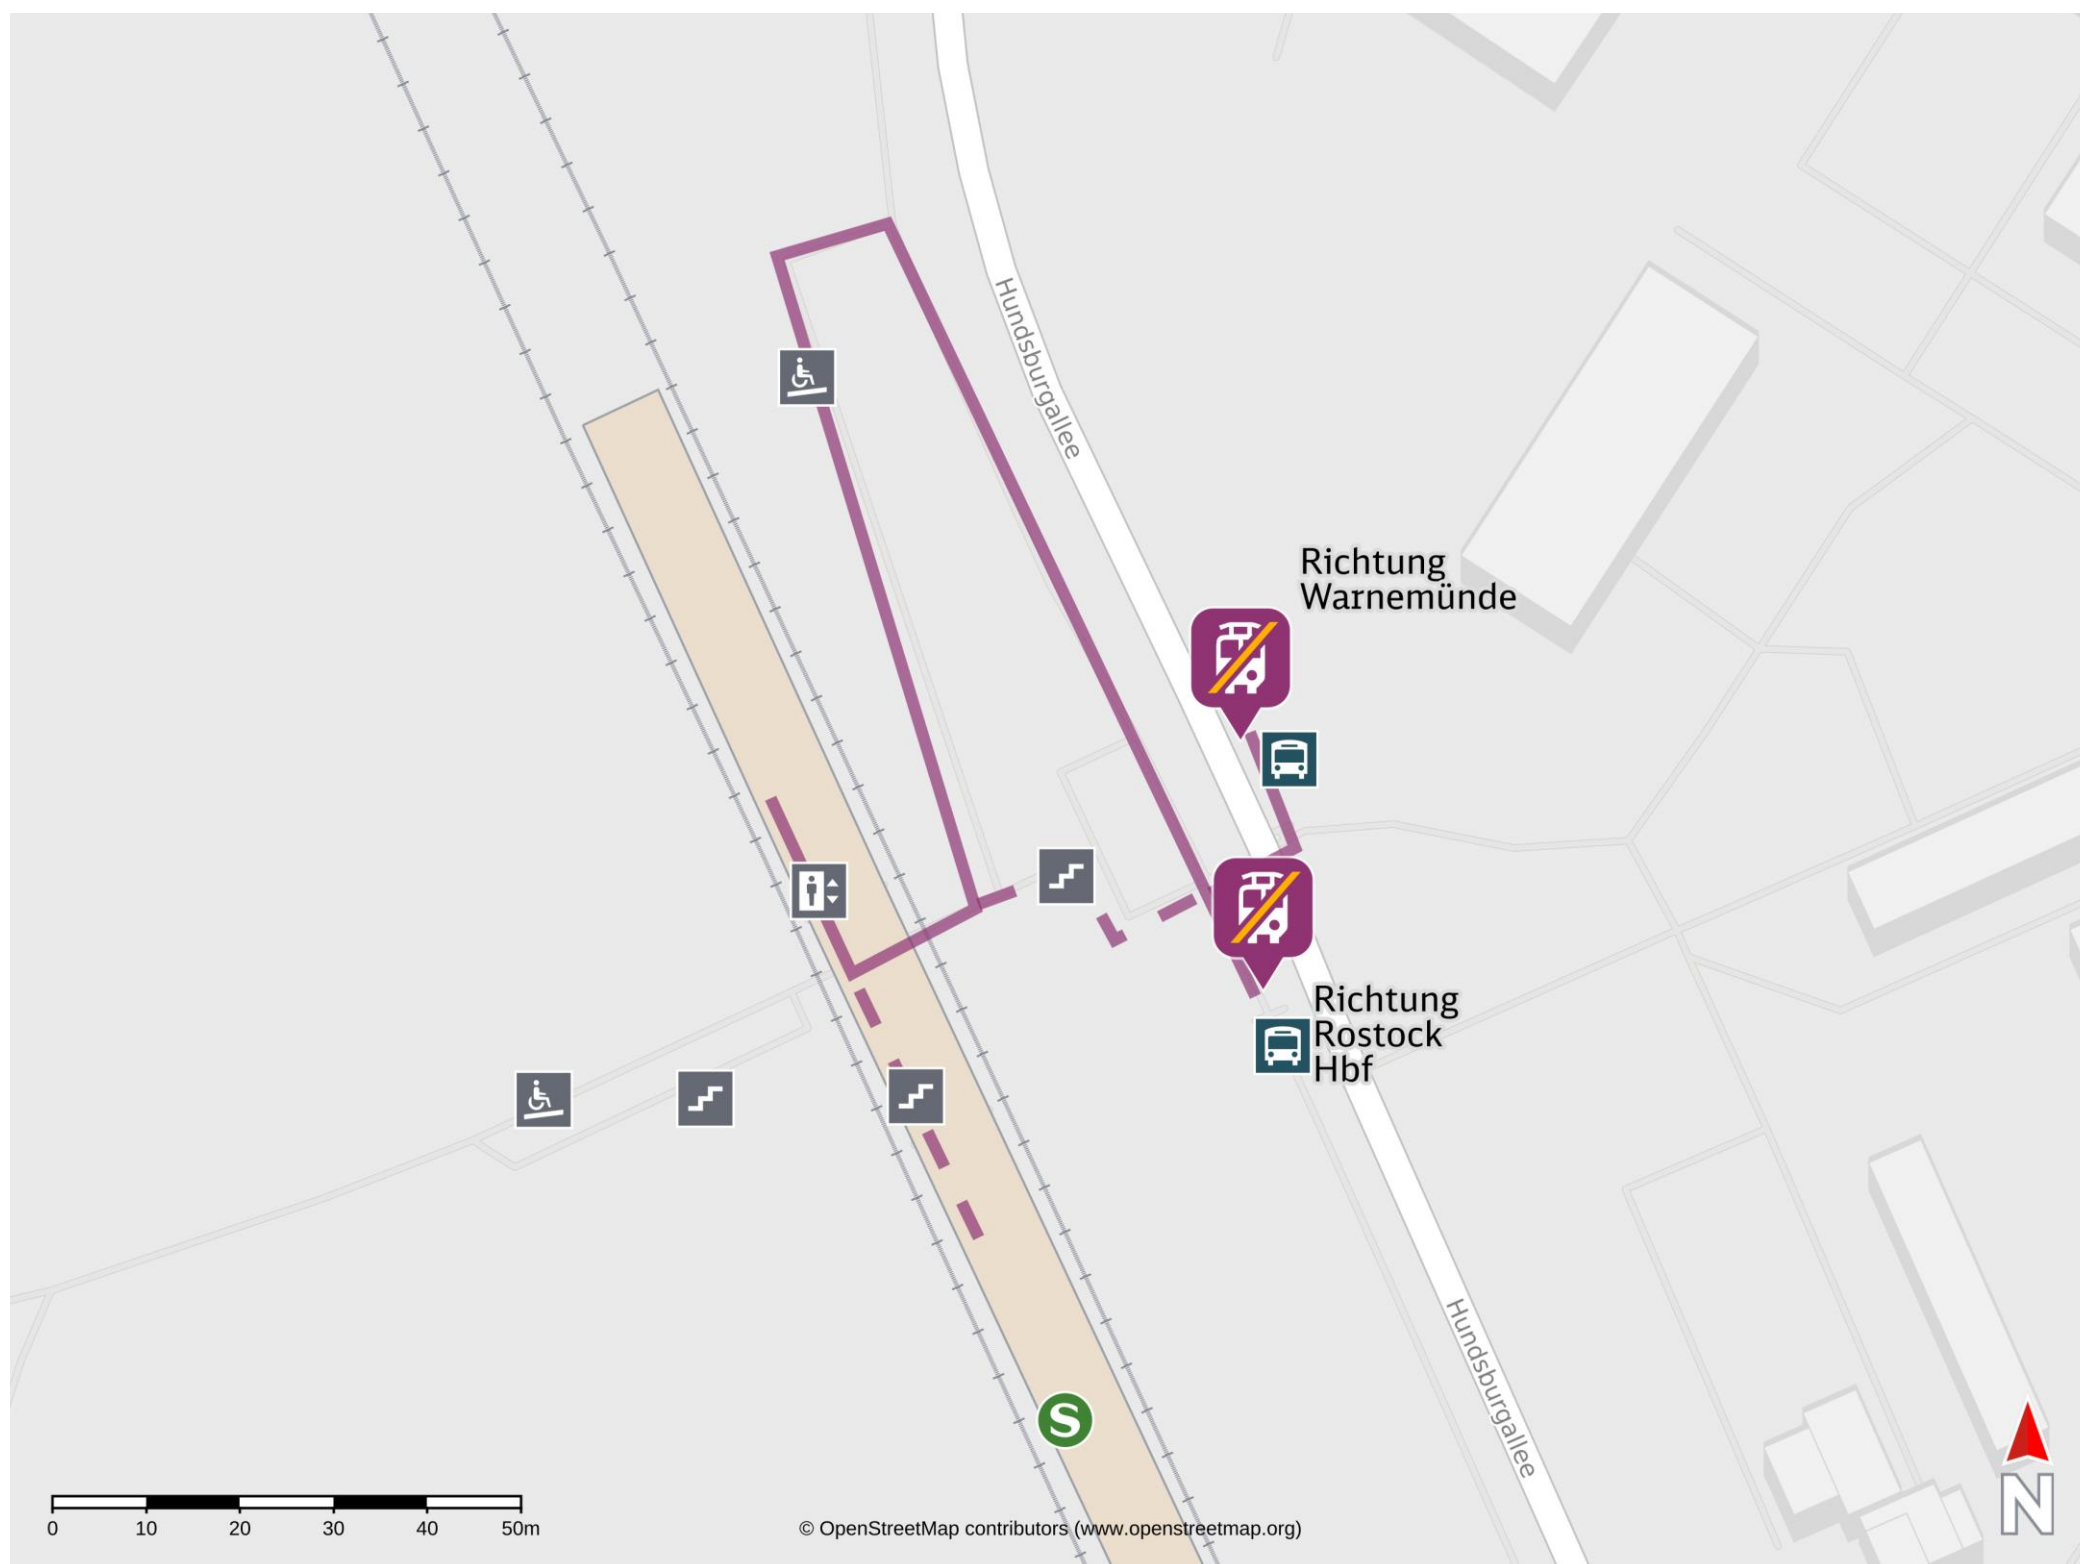 Hundsburgallee
Richtung
Warnemünde
Richtung
Rostock
Hbf
Hundsburgallee
S
N
0 10 20 30 40 50m
© OpenStreetMap contributors (www.openstreetmap.org)